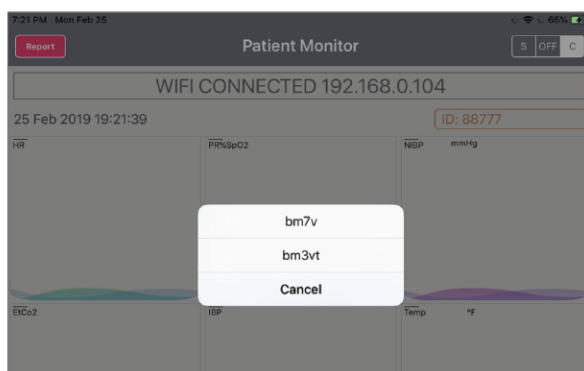 7:21 PM Mon Feb 25 65%
Report Patient Monitor S OFF C
WIFI CONNECTED 192.168.0.104
25 Feb 2019 19:21:39 ID: 88777
HR PR%SpO2 NIBP mmHg
bm7v
bm3vt
Cancel
EtCo2 IBP Temp °F